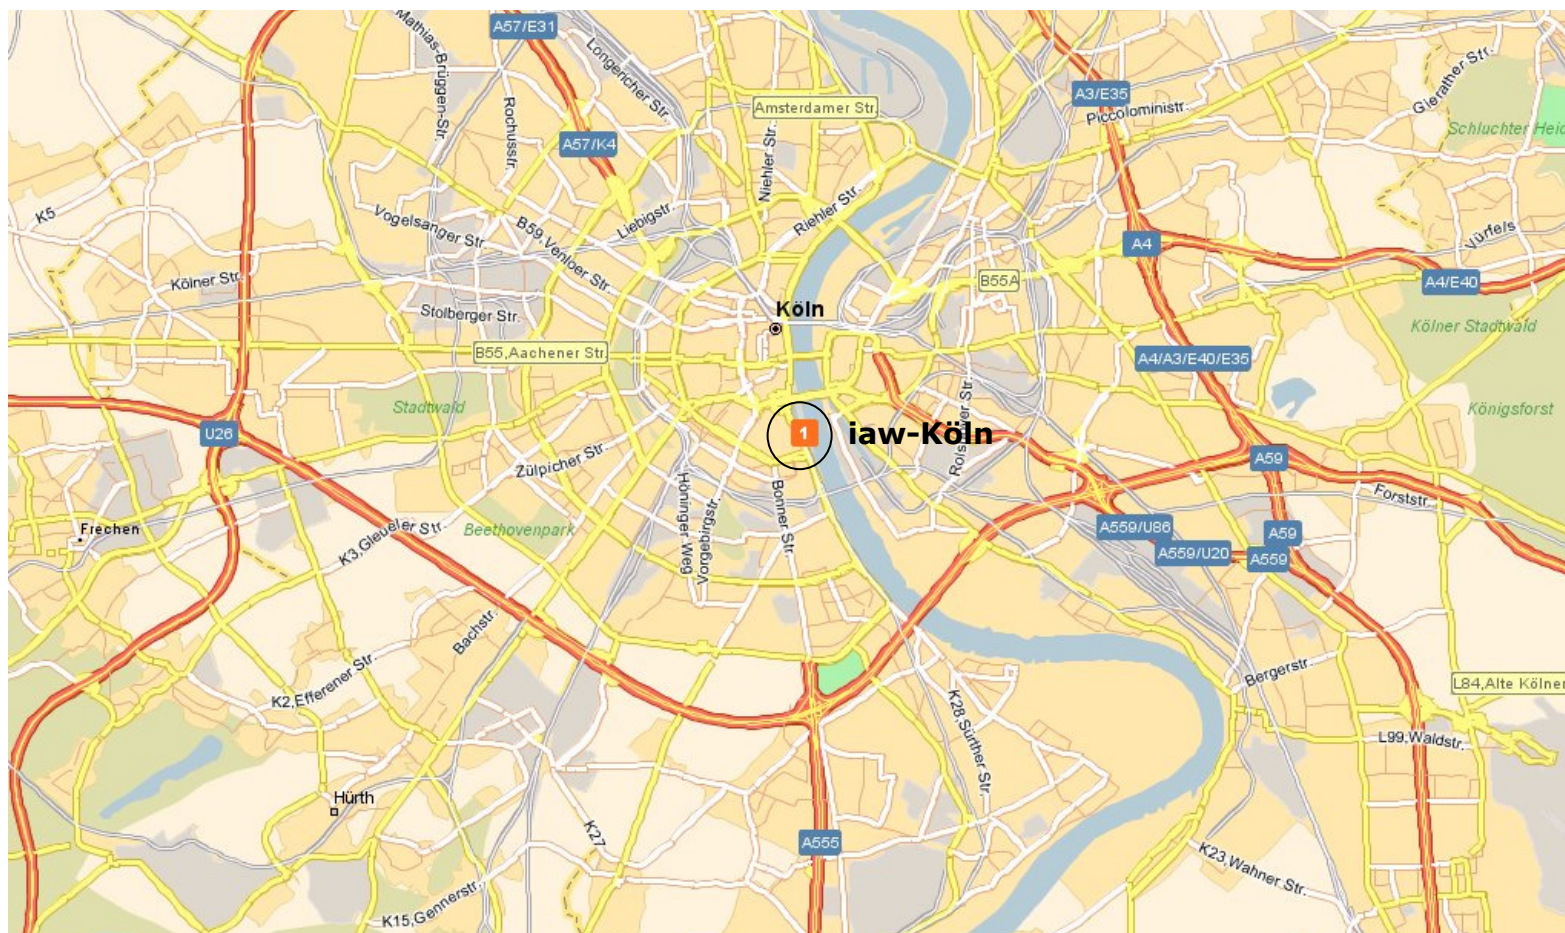 A57/E31
Mathias-Brüggen-Str.
Longericher Str.
Rochusstr.
A57/K4
Amsterdamer Str.
Niehler Str.
A3/E35
Piccoloministr.
Gierather Str.
Schluchter Heid
K5
Vogelsanger Str.
B59,Venloer Str.
Liebigstr.
Riehler Str.
A4
Kölner Str.
B55A
A4/E40
Stolberger Str.
Köln
Kölner Stadtwald
B55,Aachener Str.
A4/A3/E40/E35
Stadtwald
Königsforst
U26
1
iaw-Köln
Zülpicher Str.
A59
Forststr.
Frechen
K3,Gleueler Str.
Beethovenpark
Höninger Weg
Vorgebirgstr.
Bonner Str.
A559/U86
A559/U20
A59
A559
Bachstr.
K2,Efferener Str.
Bergerstr.
L84,Alte Kölner
K28,Sürther Str.
L99,Waldstr.
Hürth
K27
A555
K23,Wahner Str.
K15,Gennerstr.